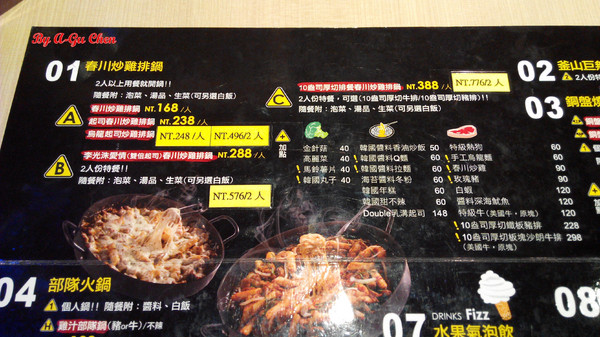 By A-Gu Chen
01 春川炒雞排鍋
2人以上用餐就開鍋!!
隨餐附：泡菜、湯品、生菜(可另選白飯)
A
春川炒雞排鍋 NT.168 /人
起司春川炒雞排鍋 NT.238 /人
烏龍起司炒雞排鍋 NT.248 /人 NT.496/2 人
B
李光洙愛情(雙倍起司)春川炒雞排鍋 NT.288 /人
2人份特餐!!
隨餐附：泡菜、湯品、生菜(可另選白飯)
NT.576/2 人
C
10盎司厚切排餐春川炒雞排鍋 NT.388 /人 NT.776/2 人
2人份特餐，可選(10盎司厚切牛排/10盎司厚切豬排)!!
隨餐附：泡菜、湯品、生菜(可另選白飯)
+
加點
金針菇 40
高麗菜 40
! 馬鈴薯片 40
! 韓國丸子 40
韓國醬料香油炒飯 50
韓國醬料Q麵 60
! 韓國醬料拉麵 60
海苔醬料冬粉 60
韓國年糕 60
韓國甜不辣 60
Double乳溝起司 148
特級熱狗 60
! 手工烏龍麵 60
春川炒雞 90
! 玫瑰豬 90
白蝦 120
醬料深海魷魚 120
特級牛(美國牛．原塊) 120
! 10盎司厚切鐵板豬排 228
! 10盎司厚切板塊沙朗牛排 298
(美國牛．原塊)
02
! 2人份
03
加點
04 部隊火鍋
! 個人鍋!! 隨餐附：醬料、白飯
H 雞汁部隊鍋(豬or牛)/不辣
07 DRINKS Fizz
水果氣泡飲
08